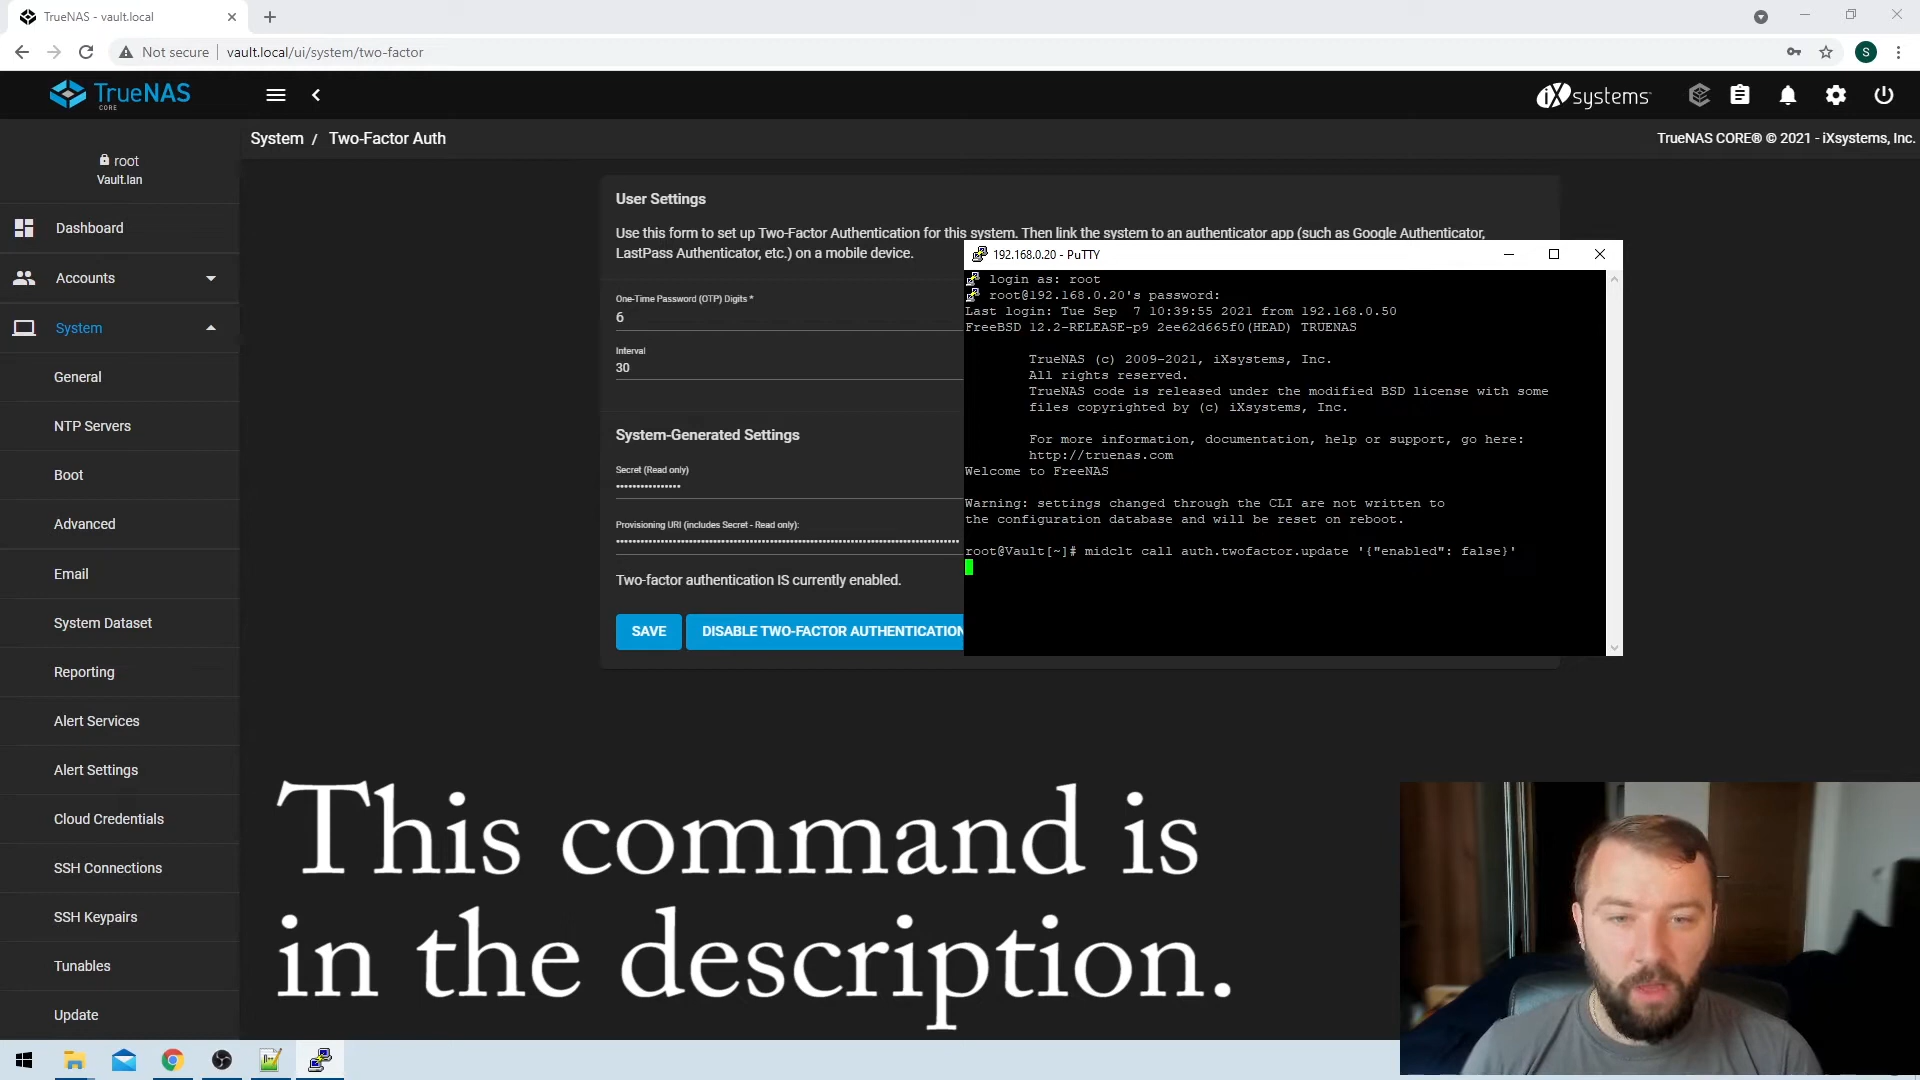 TrueNAS - vault.local
Not secure
vault.local/ui/system/two-factor
S
TrueNAS
CORE
iXsystems
System / Two-Factor Auth
TrueNAS CORE® © 2021 - iXsystems, Inc.
root
Vault.lan
Dashboard
Accounts
System
General
NTP Servers
Boot
Advanced
Email
System Dataset
Reporting
Alert Services
Alert Settings
Cloud Credentials
SSH Connections
SSH Keypairs
Tunables
Update
User Settings
Use this form to set up Two-Factor Authentication for this system. Then link the system to an authenticator app (such as Google Authenticator,
LastPass Authenticator, etc.) on a mobile device.
One-Time Password (OTP) Digits *
6
Interval
30
System-Generated Settings
Secret (Read only)
Provisioning URI (includes Secret - Read only):
Two-factor authentication IS currently enabled.
SAVE
DISABLE TWO-FACTOR AUTHENTICATION
192.168.0.20 - PuTTY
login as: root
root@192.168.0.20's password:
Last login: Tue Sep  7 10:39:55 2021 from 192.168.0.50
FreeBSD 12.2-RELEASE-p9 2ee62d665f0(HEAD) TRUENAS
TrueNAS (c) 2009-2021, iXsystems, Inc.
All rights reserved.
TrueNAS code is released under the modified BSD license with some
files copyrighted by (c) iXsystems, Inc.
For more information, documentation, help or support, go here:
http://truenas.com
Welcome to FreeNAS
Warning: settings changed through the CLI are not written to
the configuration database and will be reset on reboot.
root@Vault[~]# midclt call auth.twofactor.update '{"enabled": false}'
This command is
in the description.